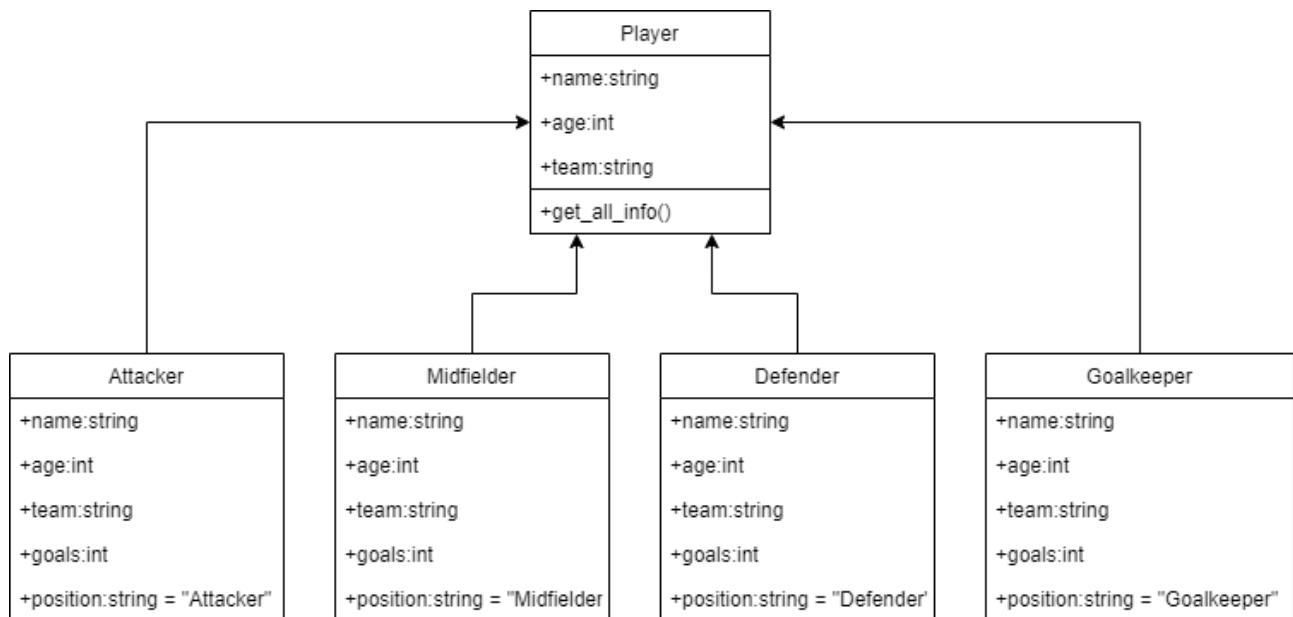 Player
+name:string
+age:int
+team:string
+get_all_info()
Attacker
+name:string
+age:int
+team:string
+goals:int
+position:string = "Attacker"
Midfielder
+name:string
+age:int
+team:string
+goals:int
+position:string = "Midfielder
Defender
+name:string
+age:int
+team:string
+goals:int
+position:string = "Defender'
Goalkeeper
+name:string
+age:int
+team:string
+goals:int
+position:string = "Goalkeeper"